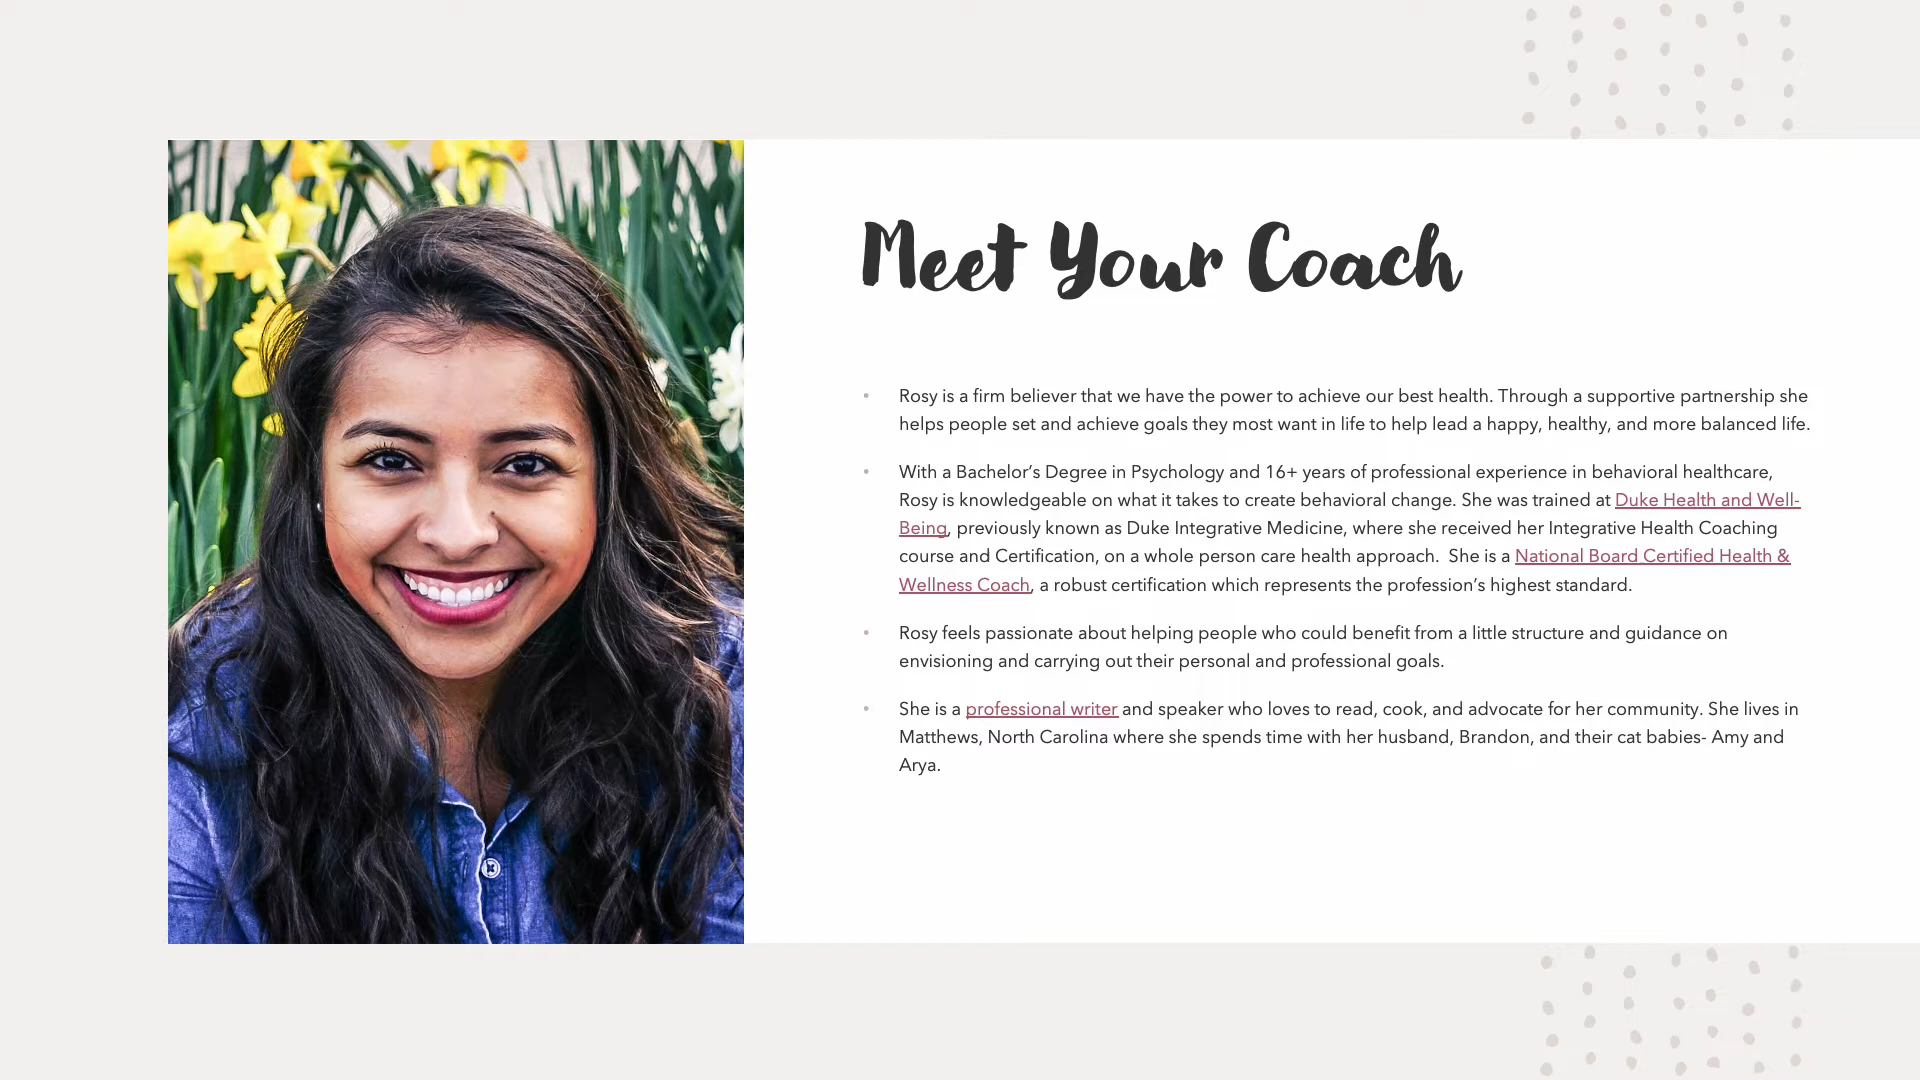 Meet Your Coach
• Rosy is a firm believer that we have the power to achieve our best health. Through a supportive partnership she
helps people set and achieve goals they most want in life to help lead a happy, healthy, and more balanced life.
• With a Bachelor’s Degree in Psychology and 16+ years of professional experience in behavioral healthcare,
Rosy is knowledgeable on what it takes to create behavioral change. She was trained at Duke Health and Well-
Being, previously known as Duke Integrative Medicine, where she received her Integrative Health Coaching
course and Certification, on a whole person care health approach.  She is a National Board Certified Health &
Wellness Coach, a robust certification which represents the profession’s highest standard.
• Rosy feels passionate about helping people who could benefit from a little structure and guidance on
envisioning and carrying out their personal and professional goals.
• She is a professional writer and speaker who loves to read, cook, and advocate for her community. She lives in
Matthews, North Carolina where she spends time with her husband, Brandon, and their cat babies- Amy and
Arya.